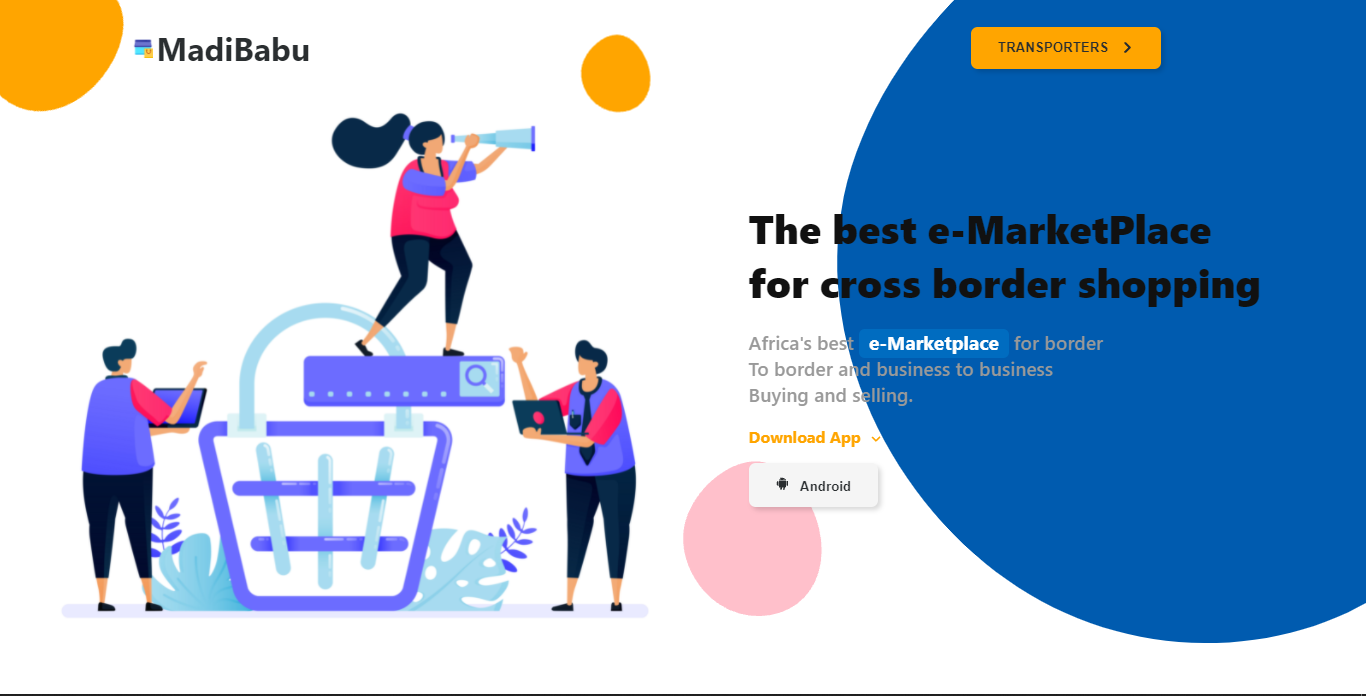 MadiBabu
TRANSPORTERS
The best e-MarketPlace
for cross border shopping
Africa's best e-Marketplace for border
To border and business to business
Buying and selling.
Download App
Android